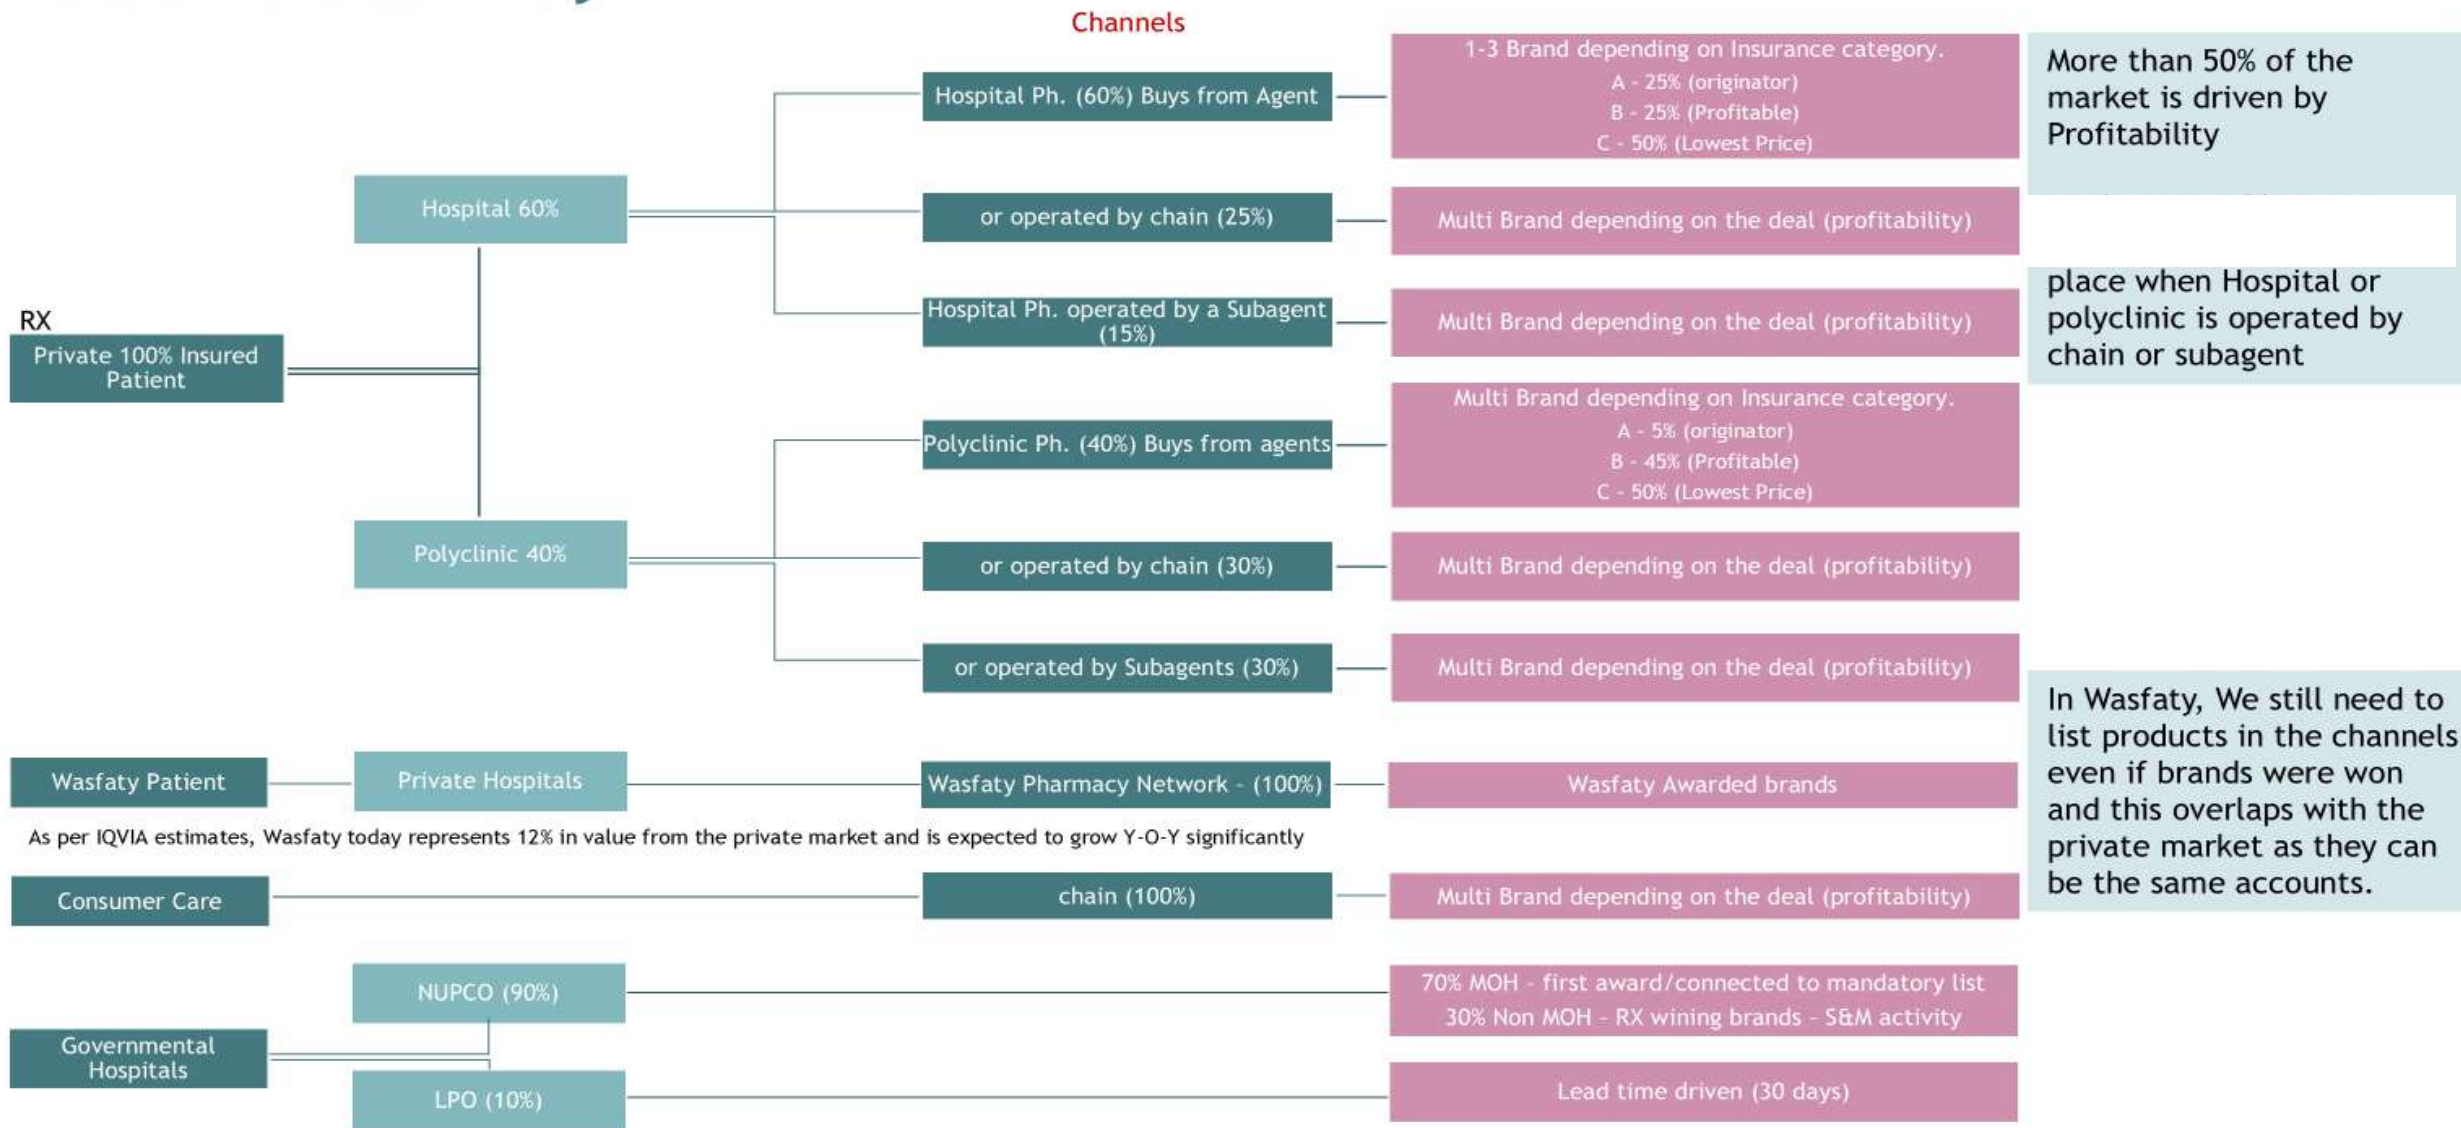 Channels
1-3 Brand depending on Insurance category.
A - 25% (originator)
B - 25% (Profitable)
C - 50% (Lowest Price)
Hospital Ph. (60%) Buys from Agent
More than 50% of the
market is driven by
Profitability
Hospital 60%
or operated by chain (25%)
Multi Brand depending on the deal (profitability)
place when Hospital or
polyclinic is operated by
chain or subagent
Hospital Ph. operated by a Subagent
(15%)
Multi Brand depending on the deal (profitability)
RX
Private 100% Insured
Patient
Multi Brand depending on Insurance category.
A - 5% (originator)
B - 45% (Profitable)
C - 50% (Lowest Price)
Polyclinic Ph. (40%) Buys from agents
Polyclinic 40%
or operated by chain (30%)
Multi Brand depending on the deal (profitability)
or operated by Subagents (30%)
Multi Brand depending on the deal (profitability)
In Wasfaty, We still need to
list products in the channels
even if brands were won
and this overlaps with the
private market as they can
be the same accounts.
Wasfaty Patient
Private Hospitals
Wasfaty Pharmacy Network - (100%)
Wasfaty Awarded brands
As per IQVIA estimates, Wasfaty today represents 12% in value from the private market and is expected to grow Y-O-Y significantly
Consumer Care
chain (100%)
Multi Brand depending on the deal (profitability)
NUPCO (90%)
70% MOH - first award/connected to mandatory list
30% Non MOH - RX wining brands - S&M activity
Governmental
Hospitals
LPO (10%)
Lead time driven (30 days)